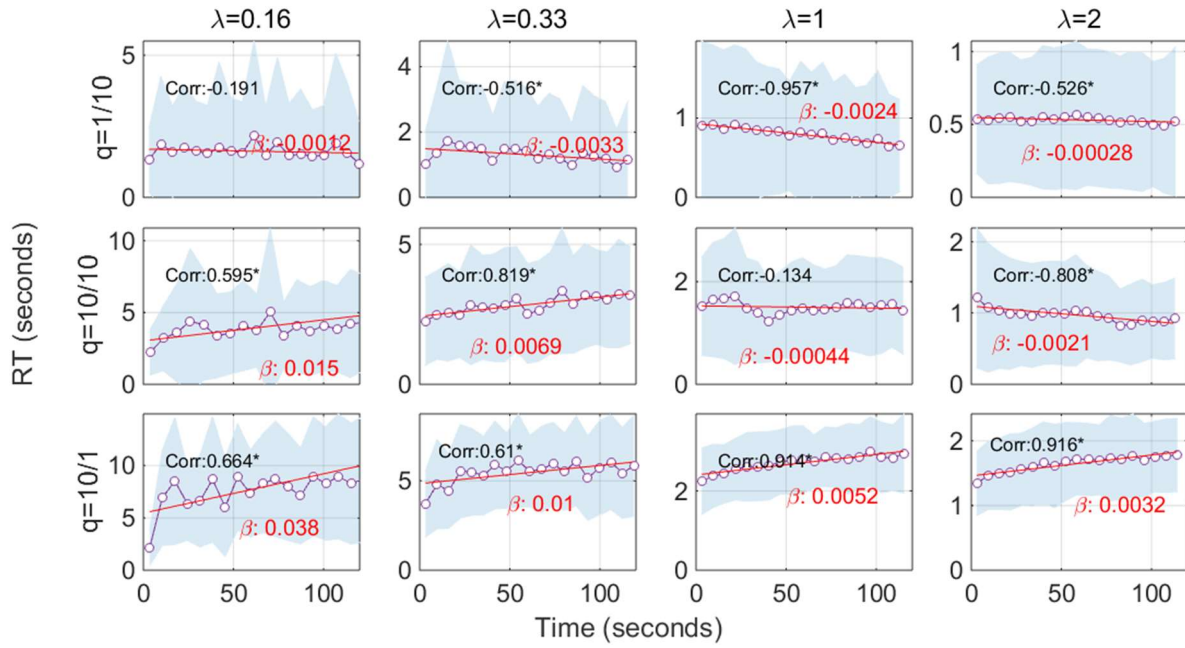 λ=0.16 λ=0.33 λ=1 λ=2
q=1/10
5
0
Corr:-0.191
β: -0.0012
4
2
0
Corr:-0.516*
β: -0.0033
1
0
Corr:-0.957*
β: -0.0024
1
0.5
0
Corr:-0.526*
β: -0.00028
RT (seconds)
q=10/10
10
5
0
Corr:0.595*
β: 0.015
5
0
Corr:0.819*
β: 0.0069
2
0
Corr:-0.134
β: -0.00044
2
1
0
Corr:-0.808*
β: -0.0021
q=10/1
10
5
0
Corr:0.664*
β: 0.038
5
0
Corr:0.61*
β: 0.01
2
0
Corr:0.914*
β: 0.0052
2
1
0
Corr:0.916*
β: 0.0032
0 50 100 0 50 100 0 50 100 0 50 100
Time (seconds)